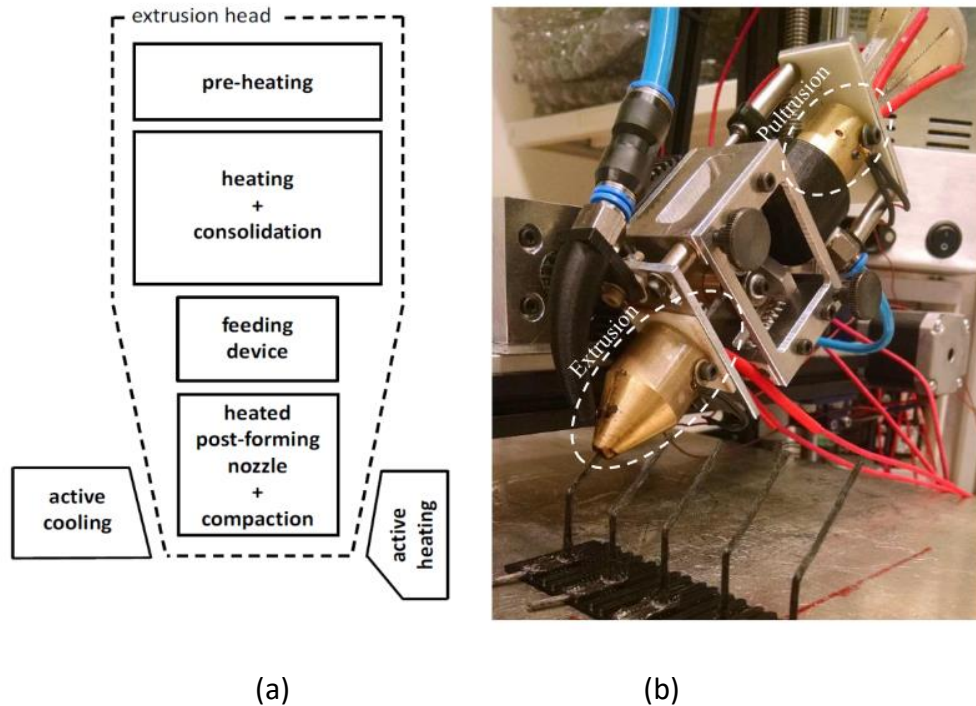 extrusion head
pre-heating
heating
+
consolidation
feeding
device
heated
post-forming
nozzle
+
compaction
active
cooling
active
heating
Pultrusion
Extrusion
(a)
(b)